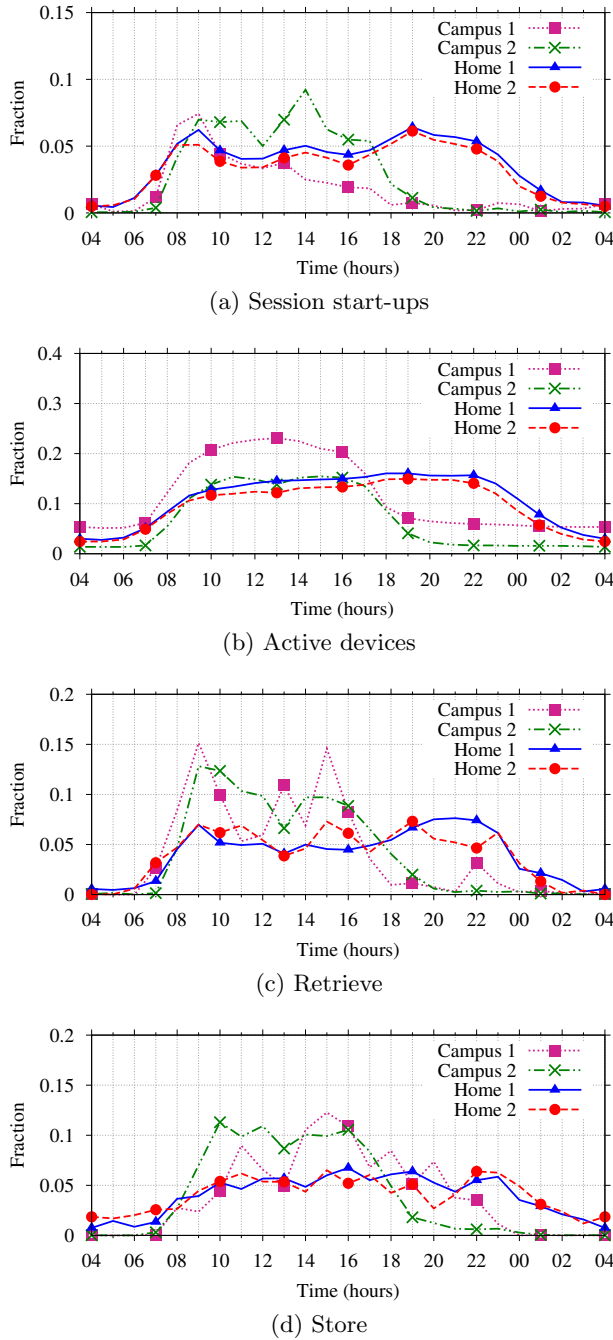 0.15
0.1
0.05
0
Fraction
Campus 1
Campus 2
Home 1
Home 2
04 06 08 10 12 14 16 18 20 22 00 02 04
Time (hours)
(a) Session start-ups
0.4
0.3
0.2
0.1
0
Fraction
Campus 1
Campus 2
Home 1
Home 2
04 06 08 10 12 14 16 18 20 22 00 02 04
Time (hours)
(b) Active devices
0.2
0.15
0.1
0.05
0
Fraction
Campus 1
Campus 2
Home 1
Home 2
04 06 08 10 12 14 16 18 20 22 00 02 04
Time (hours)
(c) Retrieve
0.2
0.15
0.1
0.05
0
Fraction
Campus 1
Campus 2
Home 1
Home 2
04 06 08 10 12 14 16 18 20 22 00 02 04
Time (hours)
(d) Store